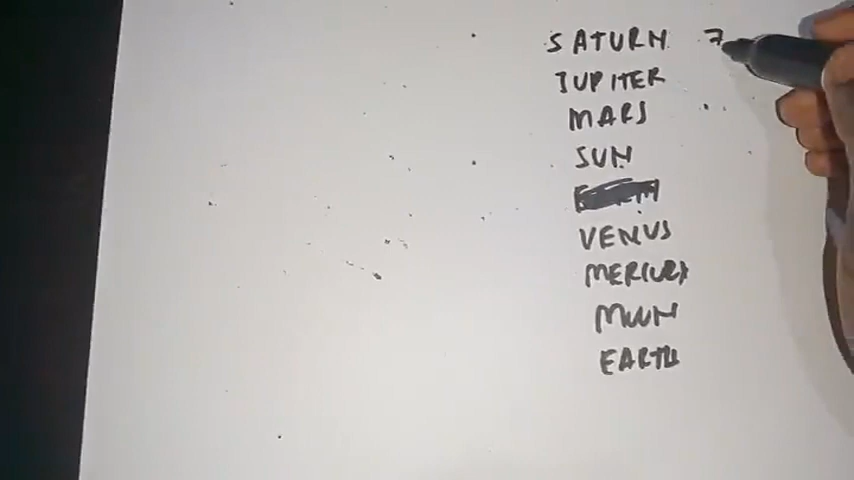 SATURN 7
JUPITER
MARS
SUN
VENUS
MERCURY
MOON
EARTH